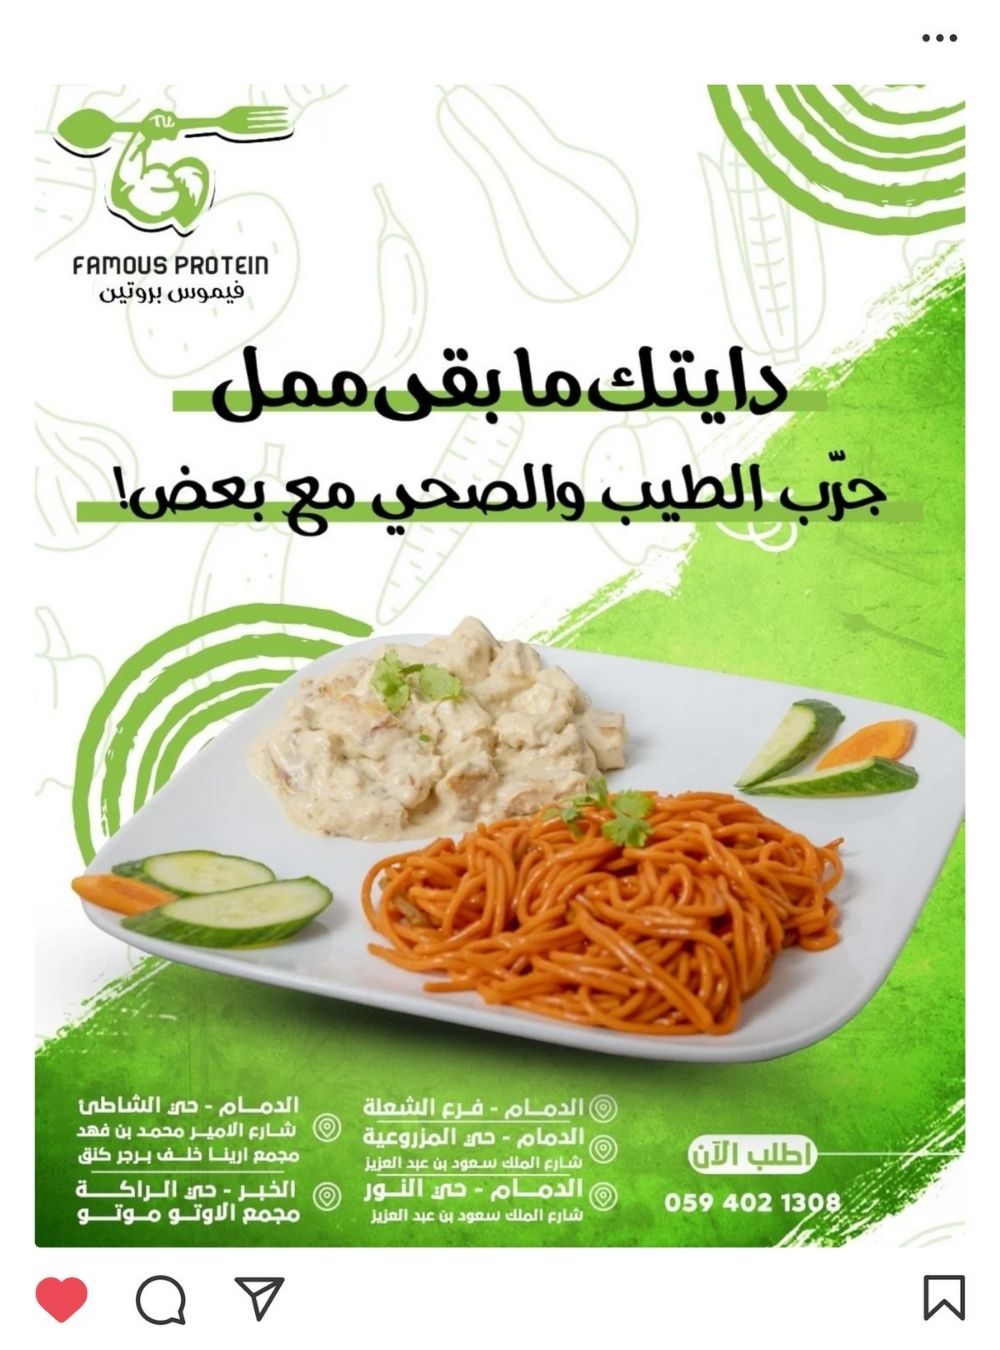 FAMOUS PROTEIN
فيموس بروتين
دايتك ما بقى ممل
جرّب الطيب والصحي مع بعض!
الدمام - فرع الشعلة
الدمام - حي المزروعية
شارع الملك سعود بن عبد العزيز
الدمام - حي النور
شارع الملك سعود بن عبد العزيز
الدمام - حي الشاطئ
شارع الامير محمد بن فهد
مجمع ارينا خلف برجر كنق
الخبر - حي الراكة
مجمع الاوتو موتو
اطلب الآن
059 402 1308